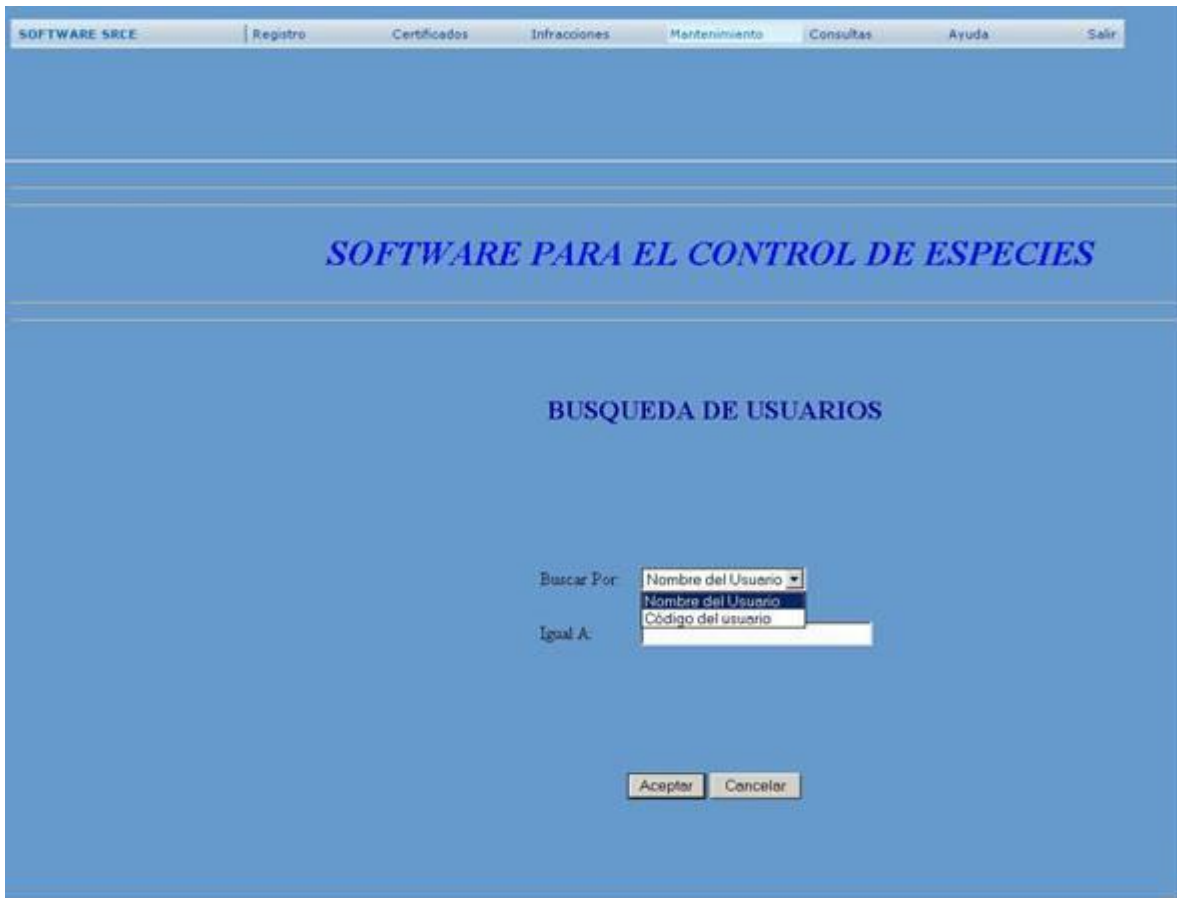 SOFTWARE SRCE Registro Certificados Infracciones Mantenimiento Consultas Ayuda Salir
SOFTWARE PARA EL CONTROL DE ESPECIES
BUSQUEDA DE USUARIOS
Buscar Por: Nombre del Usuario
Nombre del Usuario
Código del usuario
Igual A:
Aceptar Cancelar